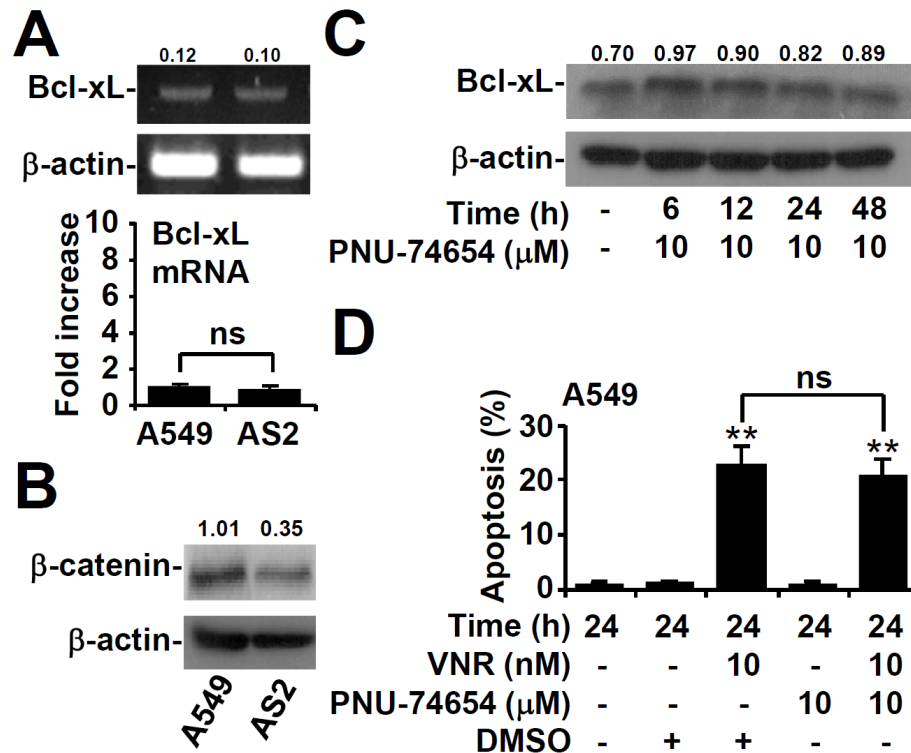 A
0.12 0.10
Bcl-xL-
β-actin-
Fold increase
10
8
6
4
2
0
Bcl-xL
mRNA
ns
A549 AS2
B
1.01 0.35
β-catenin-
β-actin-
A549 AS2
C
0.70 0.97 0.90 0.82 0.89
Bcl-xL-
β-actin-
Time (h) - 6 12 24 48
PNU-74654 (μM) - 10 10 10 10
D
A549
ns
Apoptosis (%)
30
20
10
0
** **
Time (h) 24 24 24 24 24
VNR (nM) - - 10 - 10
PNU-74654 (μM) - - - 10 10
DMSO - + + - -